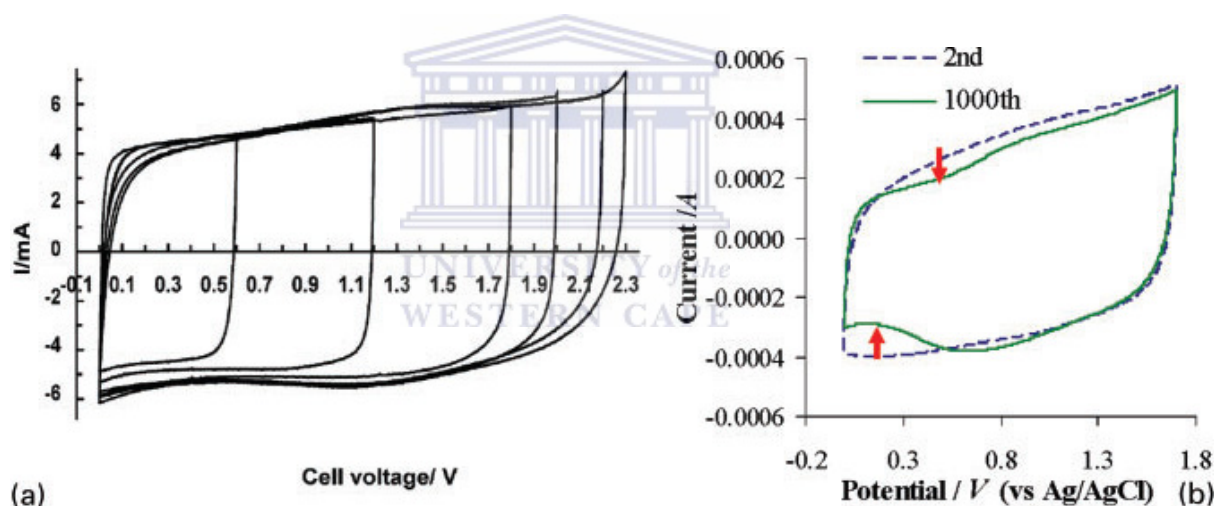 6
4
2
0
-2
-4
-6
I/mA
-0.1 0.1 0.3 0.5 0.7 0.9 1.1 1.3 1.5 1.7 1.9 2.1 2.3
Cell voltage/ V
(a)
UNIVERSITY of the
WESTERN CAPE
2nd
1000th
0.0006
0.0004
0.0002
0.0000
-0.0002
-0.0004
-0.0006
Current /A
-0.2 0.3 0.8 1.3 1.8
Potential / V (vs Ag/AgCl)
(b)